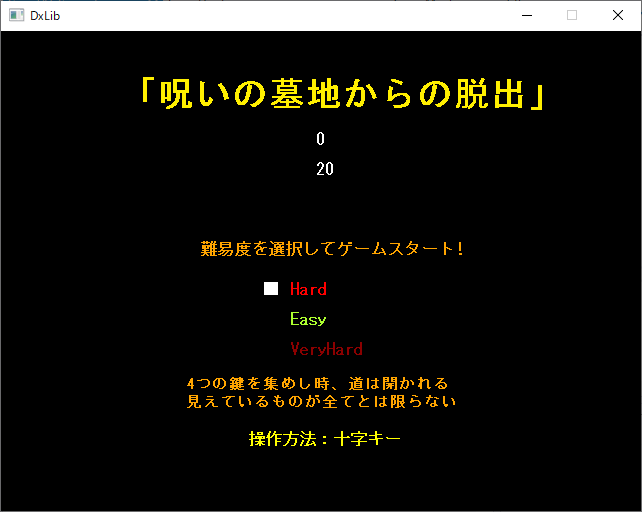 DxLib
「呪いの墓地からの脱出」
0
20
難易度を選択してゲームスタート!
Hard
Easy
VeryHard
4つの鍵を集めし時、道は開かれる
見えているものが全てとは限らない
操作方法:十字キー